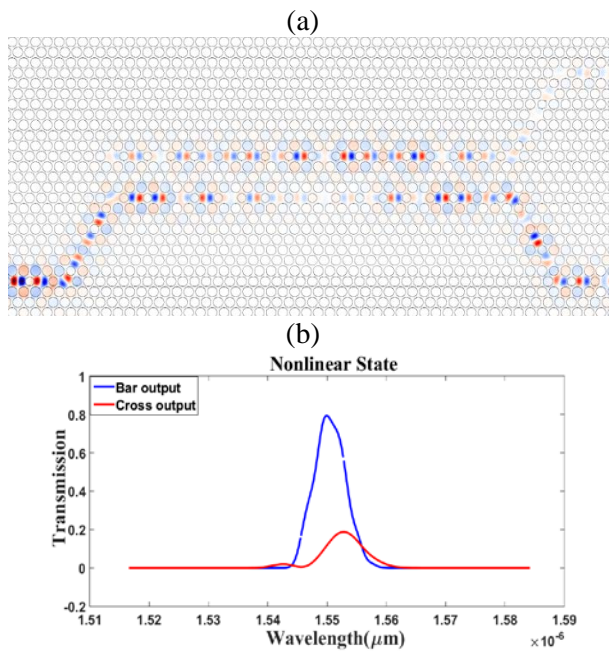 (a)
(b)
Nonlinear State
Bar output
Cross output
Transmission
1
0.8
0.6
0.4
0.2
0
-0.2
1.51 1.52 1.53 1.54 1.55 1.56 1.57 1.58 1.59
Wavelength(μm)
×10⁻⁶